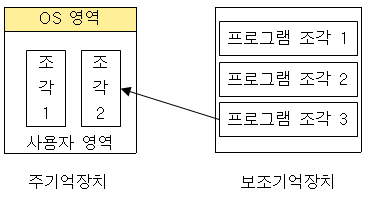 OS 영역
조각1
조각2
사용자 영역
주기억장치
프로그램 조각 1
프로그램 조각 2
프로그램 조각 3
보조기억장치